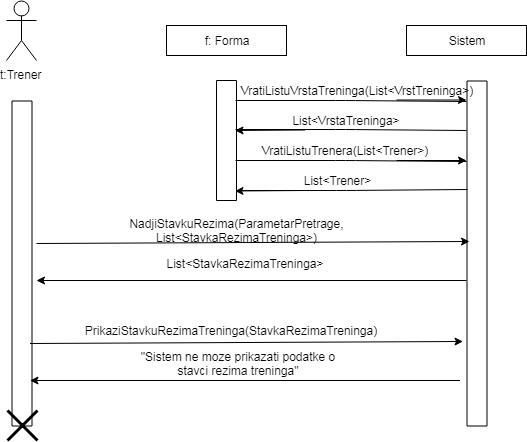 f: Forma
Sistem
t:Trener
VratiListuVrstaTreninga(List<VrstTreninga>)
List<VrstaTreninga>
VratiListuTrenera(List<Trener>)
List<Trener>
NadjiStavkuRezima(ParametarPretrage,
List<StavkaRezimaTreninga>)
List<StavkaRezimaTreninga>
PrikaziStavkuRezimaTreninga(StavkaRezimaTreninga)
"Sistem ne moze prikazati podatke o
stavci rezima treninga"